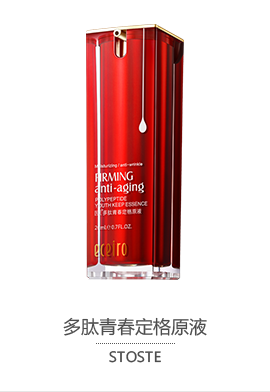 Moisturizing / anti-wrinkle
FIRMING
anti-aging
POLYPEPTIDE
YOUTH KEEP ESSENCE
多肽青春定格原液
20ML/0.7FL.OZ.
eceiro
多肽青春定格原液
STOSTE